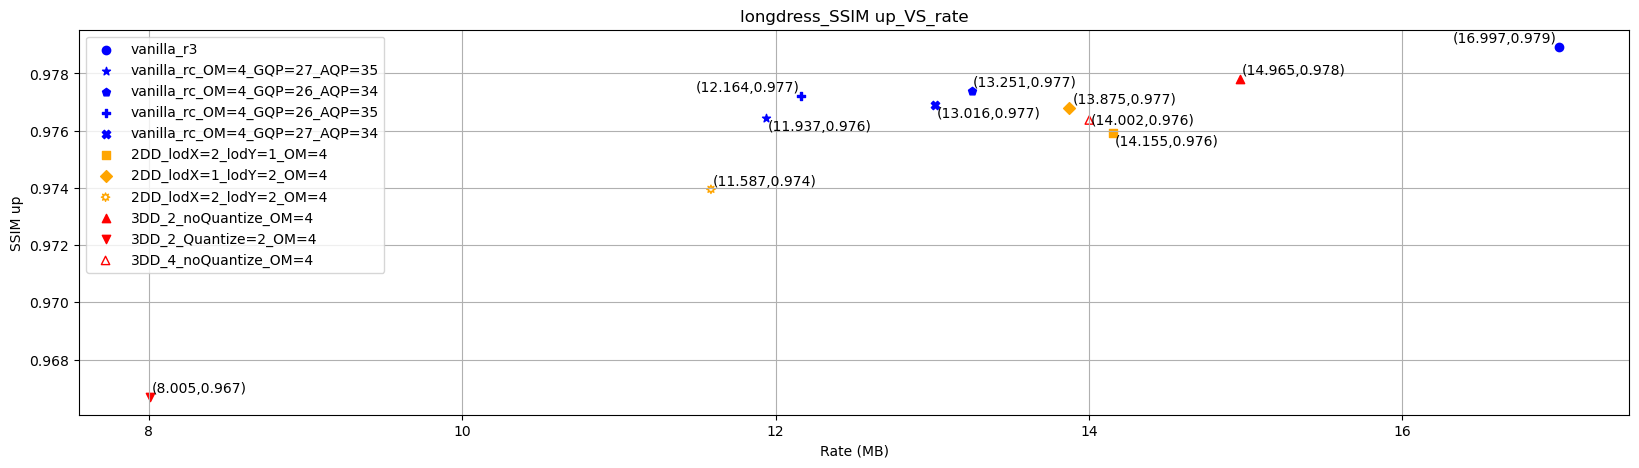 longdress_SSIM up_VS_rate
SSIM up
0.978
0.976
0.974
0.972
0.970
0.968
vanilla_r3
vanilla_rc_OM=4_GQP=27_AQP=35
vanilla_rc_OM=4_GQP=26_AQP=34
vanilla_rc_OM=4_GQP=26_AQP=35
vanilla_rc_OM=4_GQP=27_AQP=34
2DD_lodX=2_lodY=1_OM=4
2DD_lodX=1_lodY=2_OM=4
2DD_lodX=2_lodY=2_OM=4
3DD_2_noQuantize_OM=4
3DD_2_Quantize=2_OM=4
3DD_4_noQuantize_OM=4
(16.997,0.979)
(14.965,0.978)
(12.164,0.977)
(13.251,0.977)
(13.875,0.977)
(13.016,0.977)
(14.002,0.976)
(11.937,0.976)
(14.155,0.976)
(11.587,0.974)
(8.005,0.967)
8
10
12
14
16
Rate (MB)